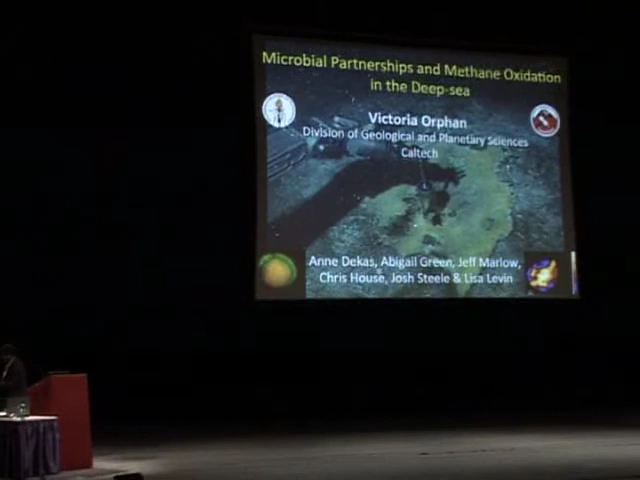 Microbial Partnerships and Methane Oxidation
in the Deep-sea
Victoria Orphan
Division of Geological and Planetary Sciences
Caltech
Anne Dekas, Abigail Green, Jeff Marlow,
Chris House, Josh Steele & Lisa Levin